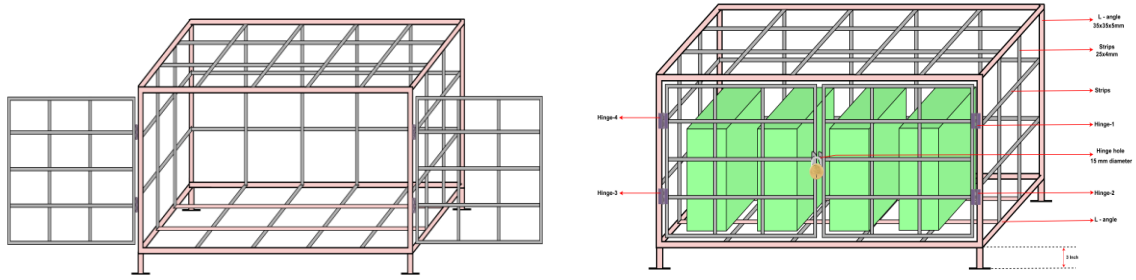 L - angle
35x35x5mm
Strips
25x4mm
Strips
Hinge-4
Hinge-1
Hinge hole
15 mm diameter
Hinge-3
Hinge-2
L - angle
3 Inch